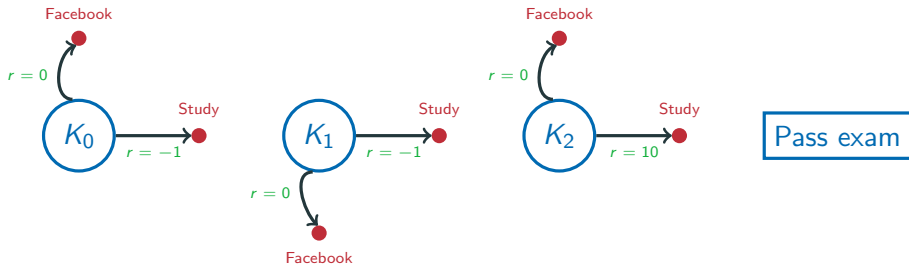 Facebook
r = 0
K0
Study
r = −1
K1
Study
r = −1
r = 0
Facebook
Facebook
r = 0
K2
Study
r = 10
Pass exam